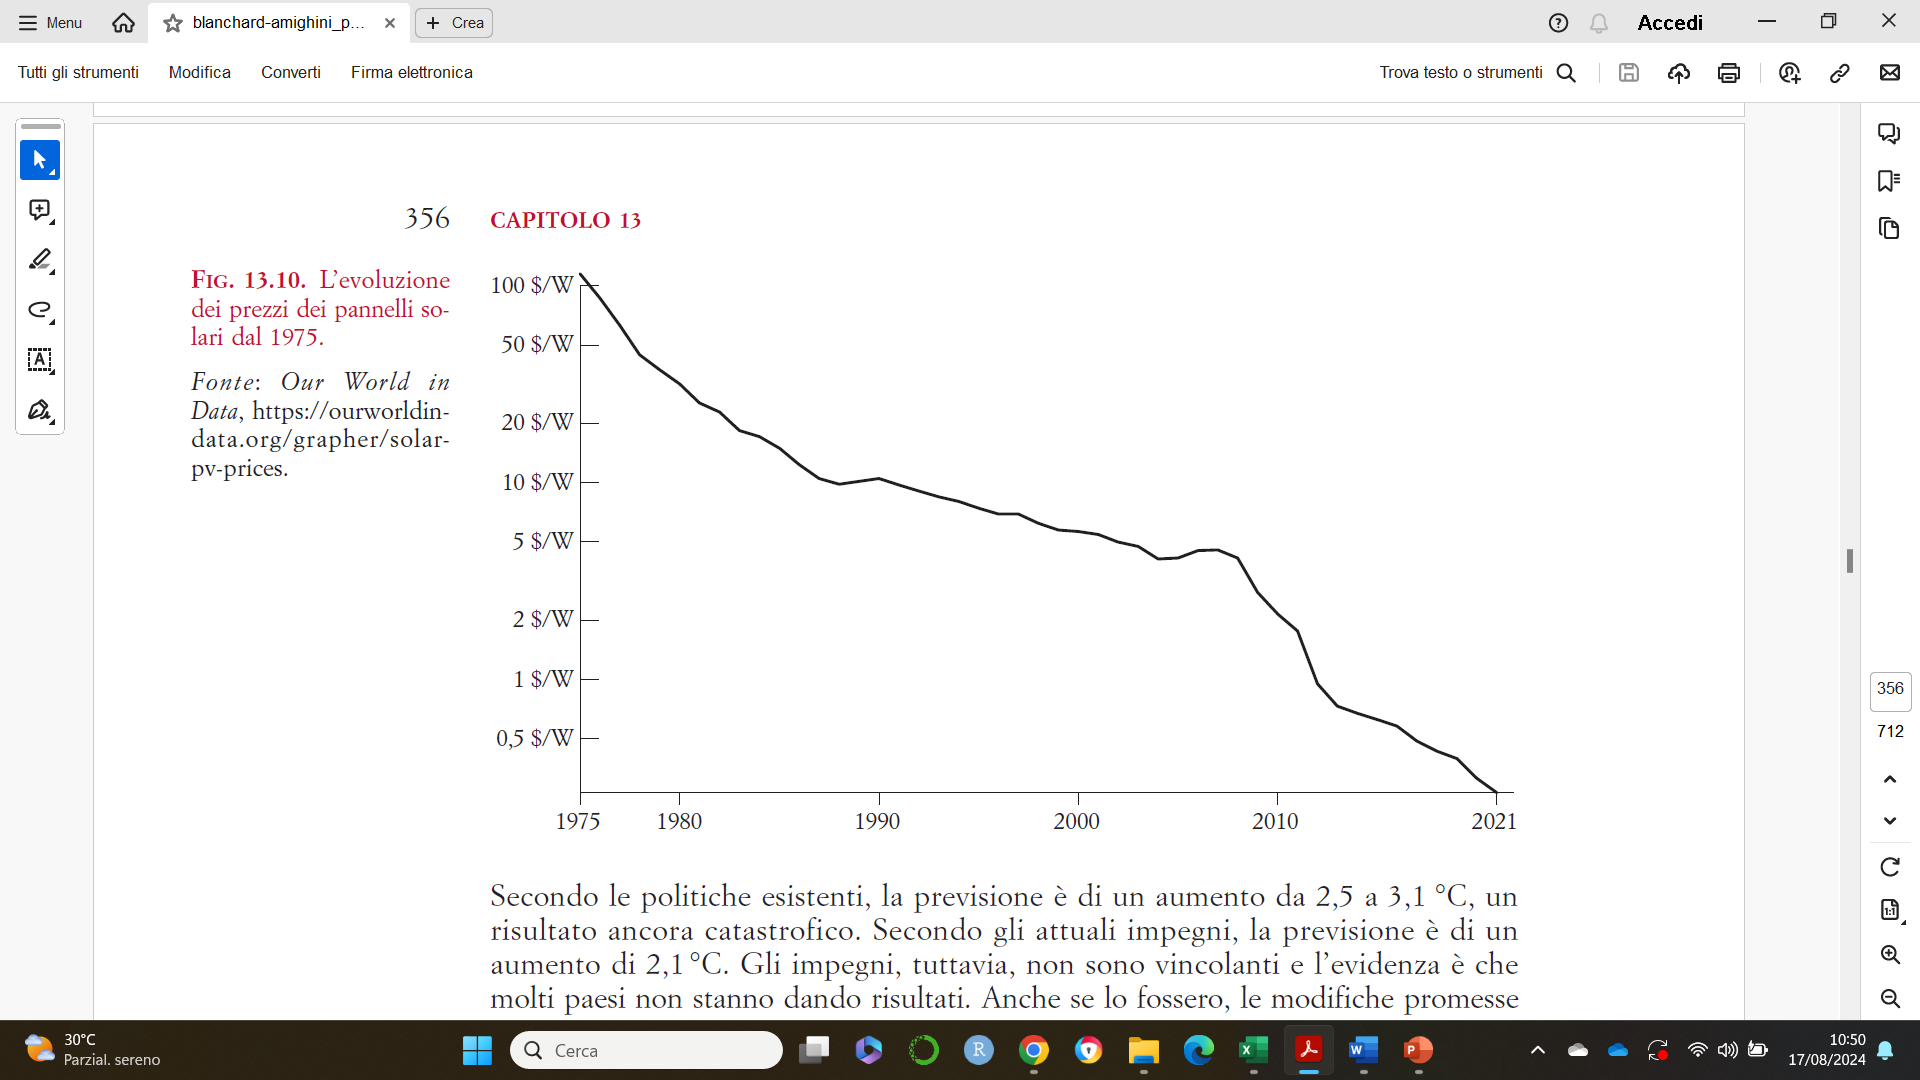 Menu
blanchard-amighini_p...
Crea
Accedi
Tutti gli strumenti
Modifica
Converti
Firma elettronica
Trova testo o strumenti
356
CAPITOLO 13
FIG. 13.10. L'evoluzione
dei prezzi dei pannelli so-
lari dal 1975.
Fonte: Our World in
Data, https://ourworldin-
data.org/grapher/solar-
pv-prices.
100 $/W
50 $/W
20 $/W
10 $/W
5 $/W
2 $/W
1 $/W
0,5 $/W
1975
1980
1990
2000
2010
2021
Secondo le politiche esistenti, la previsione è di un aumento da 2,5 a 3,1 °C, un
risultato ancora catastrofico. Secondo gli attuali impegni, la previsione è di un
aumento di 2,1 °C. Gli impegni, tuttavia, non sono vincolanti e l'evidenza è che
molti paesi non stanno dando risultati. Anche se lo fossero, le modifiche promesse
356
712
1:1
30°C
Parzial. sereno
Cerca
10:50
17/08/2024